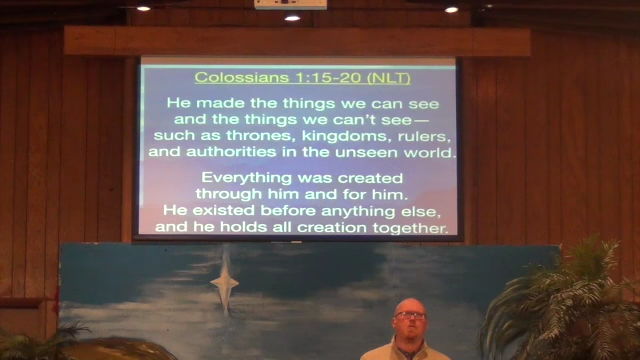 Colossians 1:15-20 (NLT)
He made the things we can see
and the things we can't see—
such as thrones, kingdoms, rulers,
and authorities in the unseen world.
Everything was created
through him and for him.
He existed before anything else,
and he holds all creation together.